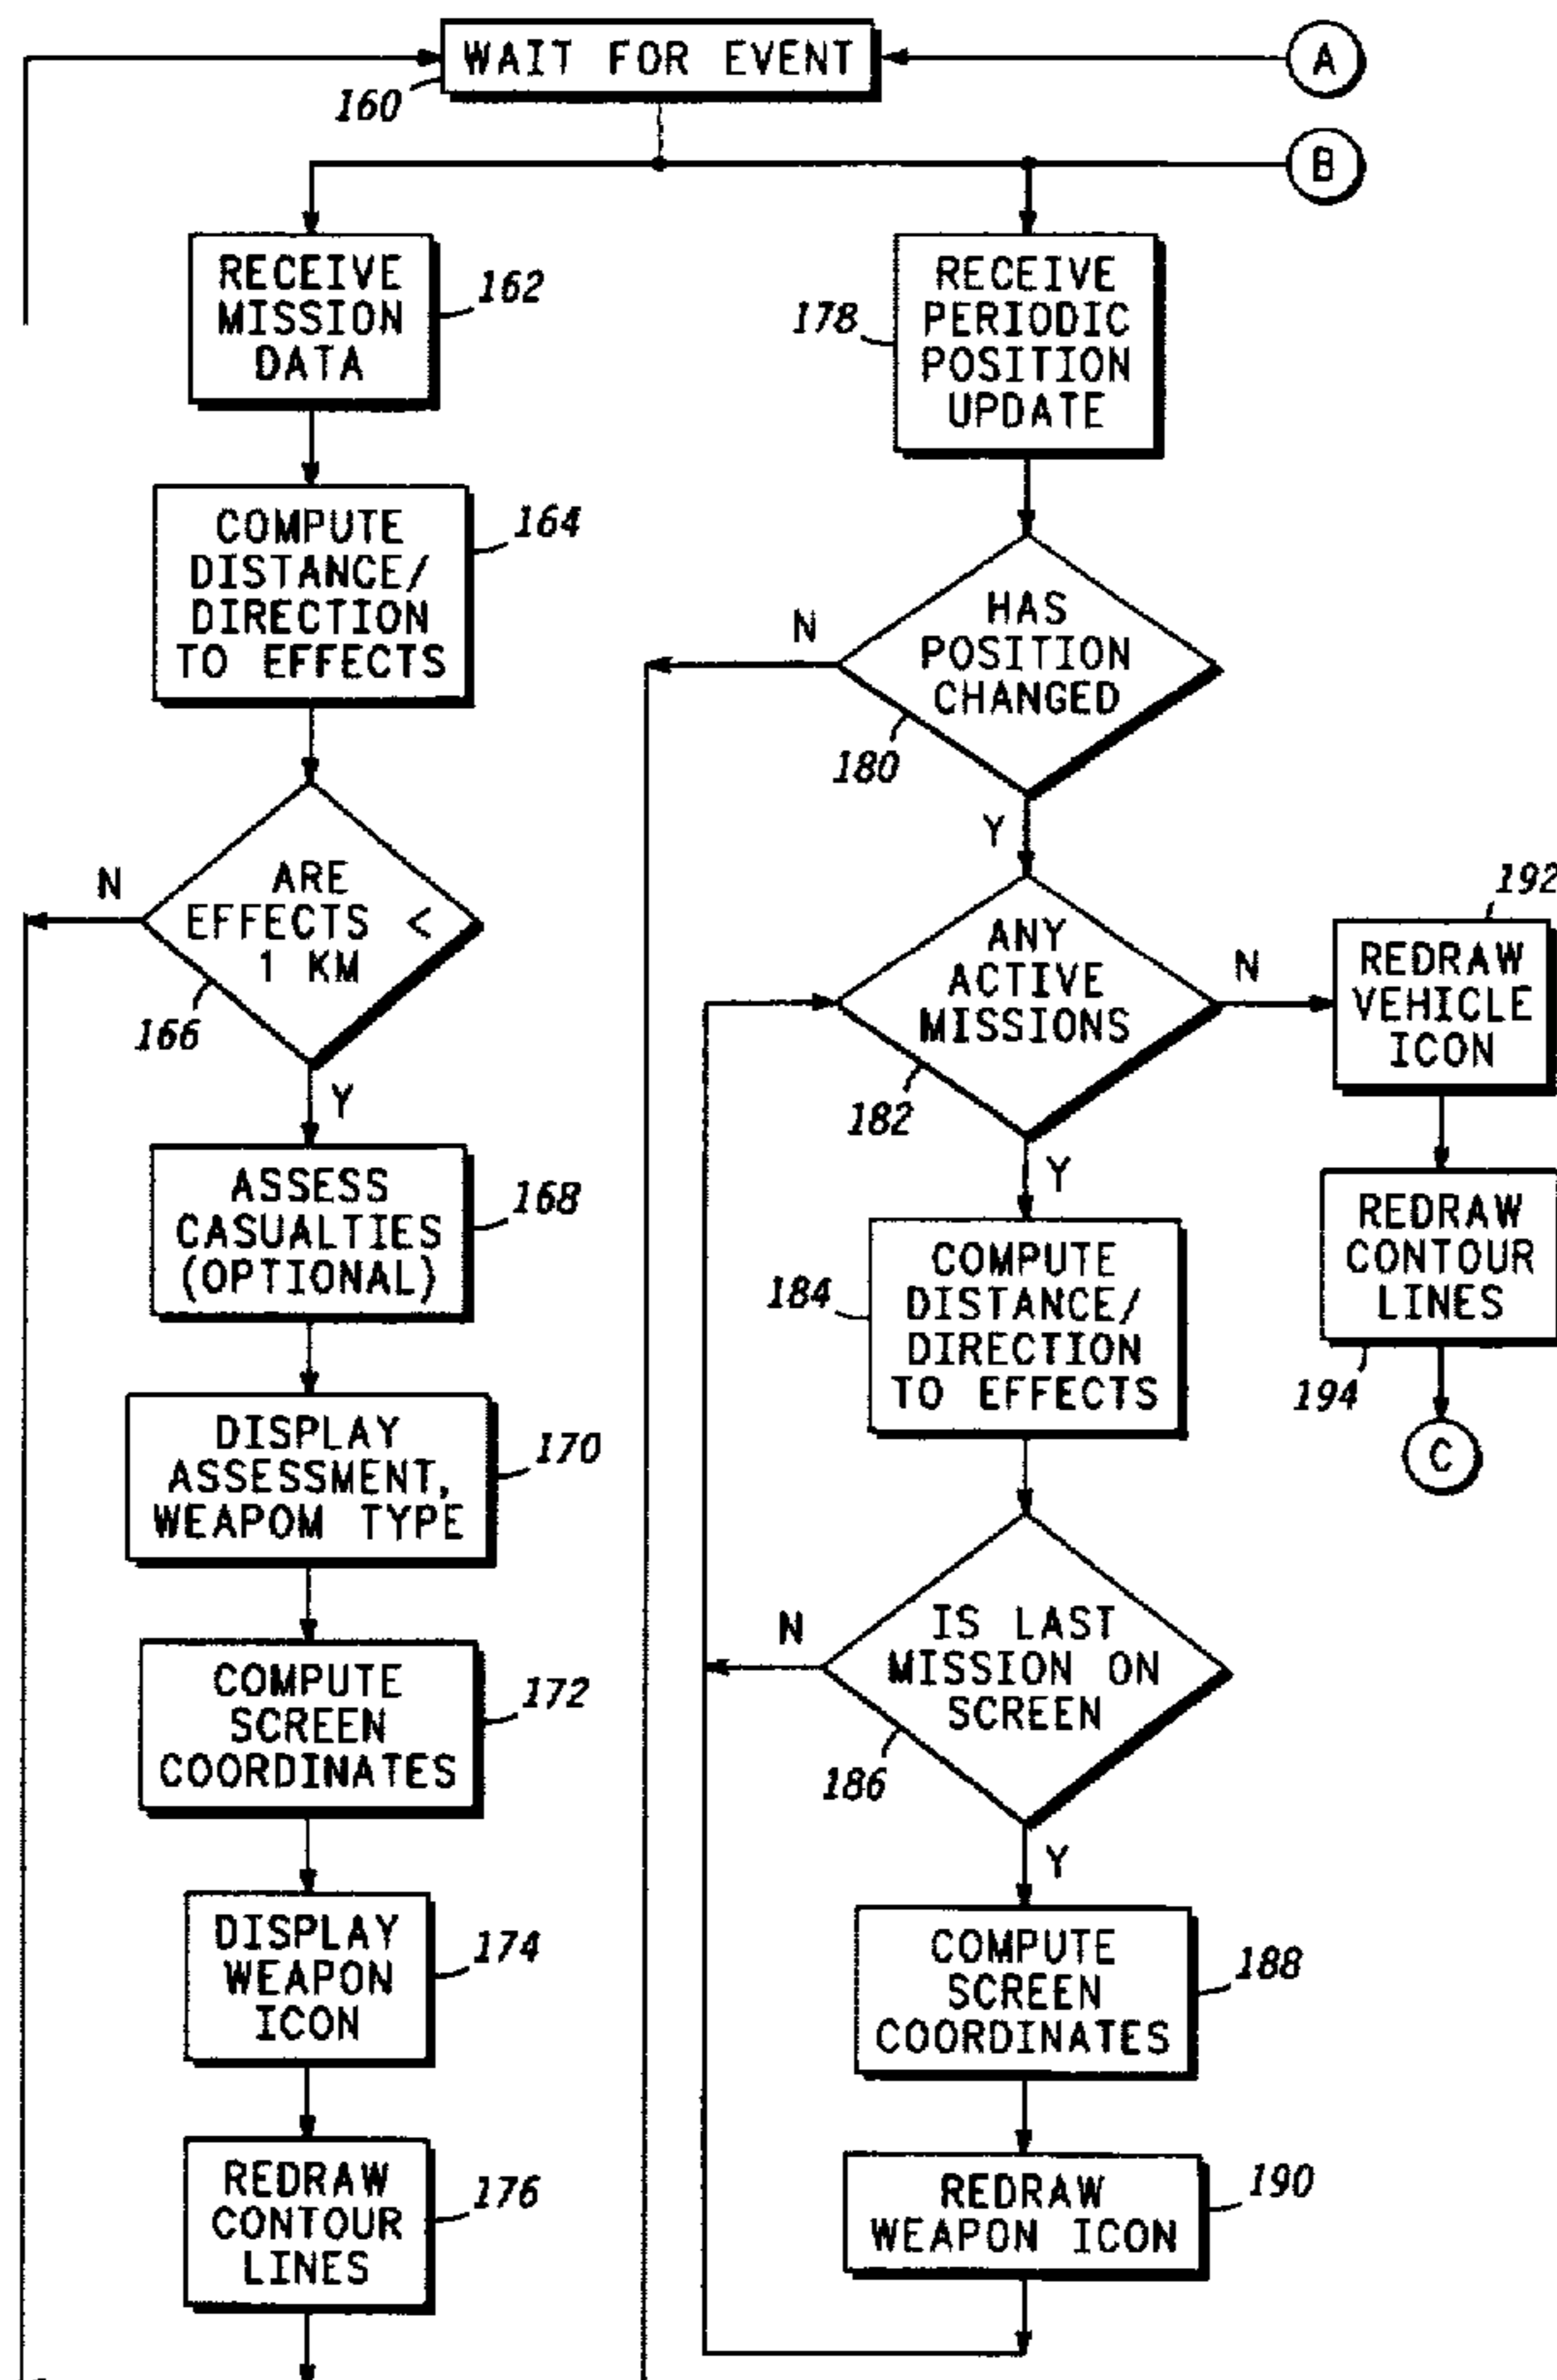 WAIT FOR EVENT
160
A
B
RECEIVE
MISSION
DATA
162
COMPUTE
DISTANCE/
DIRECTION
TO EFFECTS
164
ARE
EFFECTS <
1 KM
166
N
Y
ASSESS
CASUALTIES
(OPTIONAL)
168
DISPLAY
ASSESSMENT,
WEAPOM TYPE
170
COMPUTE
SCREEN
COORDINATES
172
DISPLAY
WEAPON
ICON
174
REDRAW
CONTOUR
LINES
176
RECEIVE
PERIODIC
POSITION
UPDATE
178
HAS
POSITION
CHANGED
180
N
Y
ANY
ACTIVE
MISSIONS
182
N
Y
COMPUTE
DISTANCE/
DIRECTION
TO EFFECTS
184
IS LAST
MISSION ON
SCREEN
186
N
Y
COMPUTE
SCREEN
COORDINATES
188
REDRAW
WEAPON ICON
190
REDRAW
VEHICLE
ICON
192
REDRAW
CONTOUR
LINES
194
C